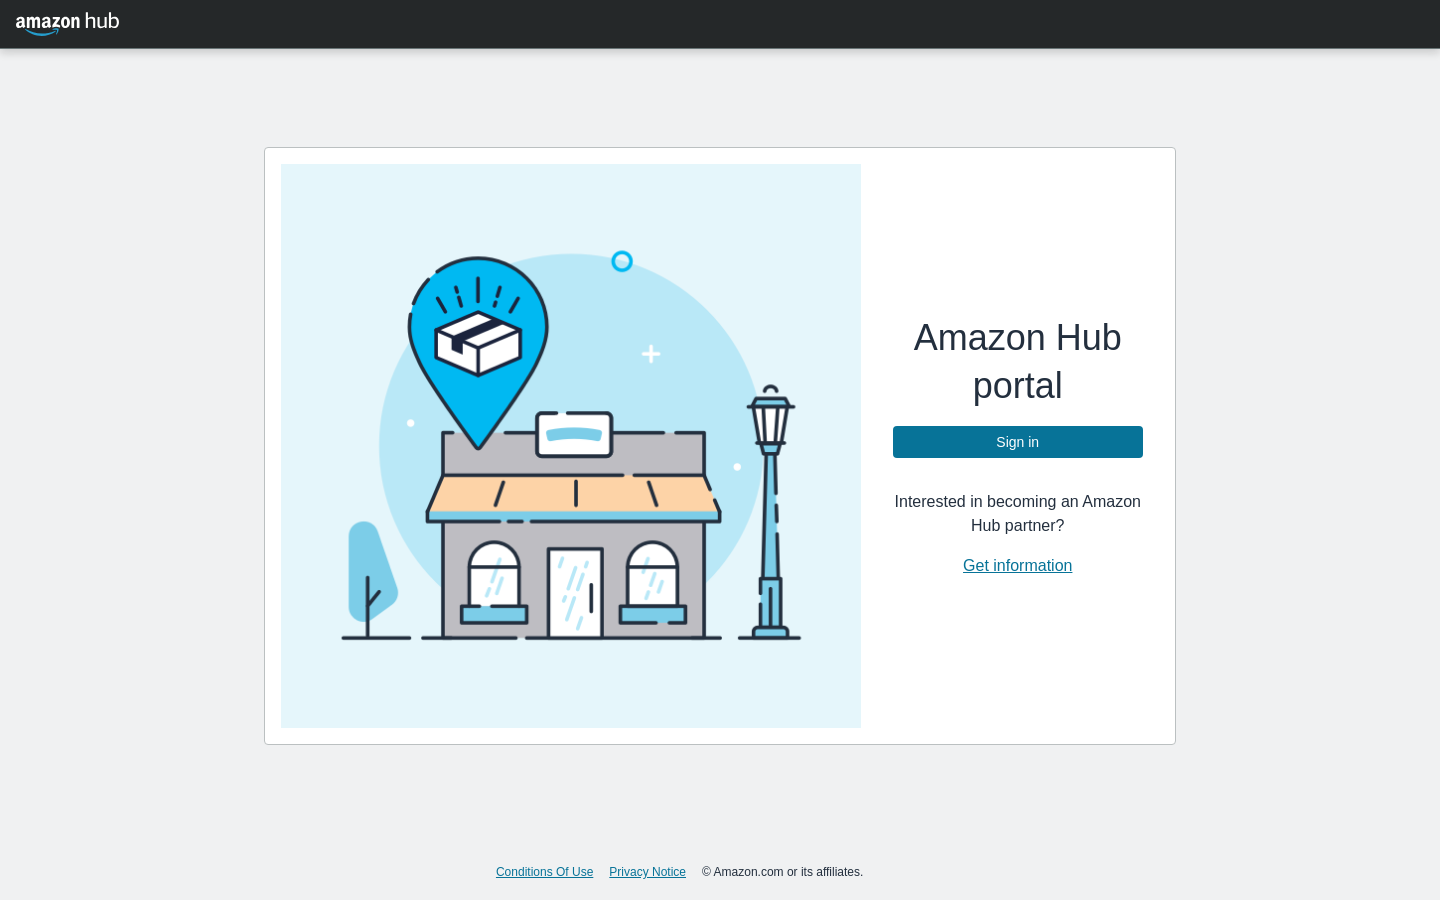 amazon hub
Amazon Hub
portal
Sign in
Interested in becoming an Amazon
Hub partner?
Get information
Conditions Of Use Privacy Notice © Amazon.com or its affiliates.